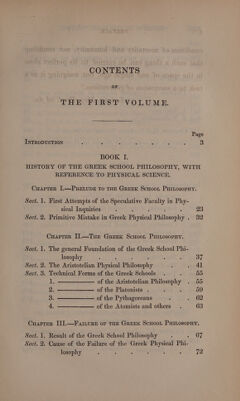 CONTENTS
OF
THE FIRST VOLUME.
Page
Introduction . . . . . . 3
BOOK I.
HISTORY OF THE GREEK SCHOOL PHILOSOPHY, WITH
REFERENCE TO PHYSICAL SCIENCE.
Chapter I.—Prelude to the Greek School Philosophy.
Sect. 1. First Attempts of the Speculative Faculty in Phy-
sical Inquiries . . . . . 23
Sect. 2. Primitive Mistake in Greek Physical Philosophy . 32
Chapter II.—The Greek School Philosophy.
Sect. 1. The general Foundation of the Greek School Phi-
losophy . . . . . . 37
Sect. 2. The Aristotelian Physical Philosophy . . 41
Sect. 3. Technical Forms of the Greek Schools . . 55
1. ——— of the Aristotelian Philosophy . 55
2. ——— of the Platonists . . 59
3. ——— of the Pythagoreans . . 62
4. ——— of the Atomists and others . 63
Chapter III.—Failure of the Greek School Philosophy.
Sect. 1. Result of the Greek School Philosophy . . 67
Sect. 2. Cause of the Failure of the Greek Physical Phi-
losophy . . . . . 72